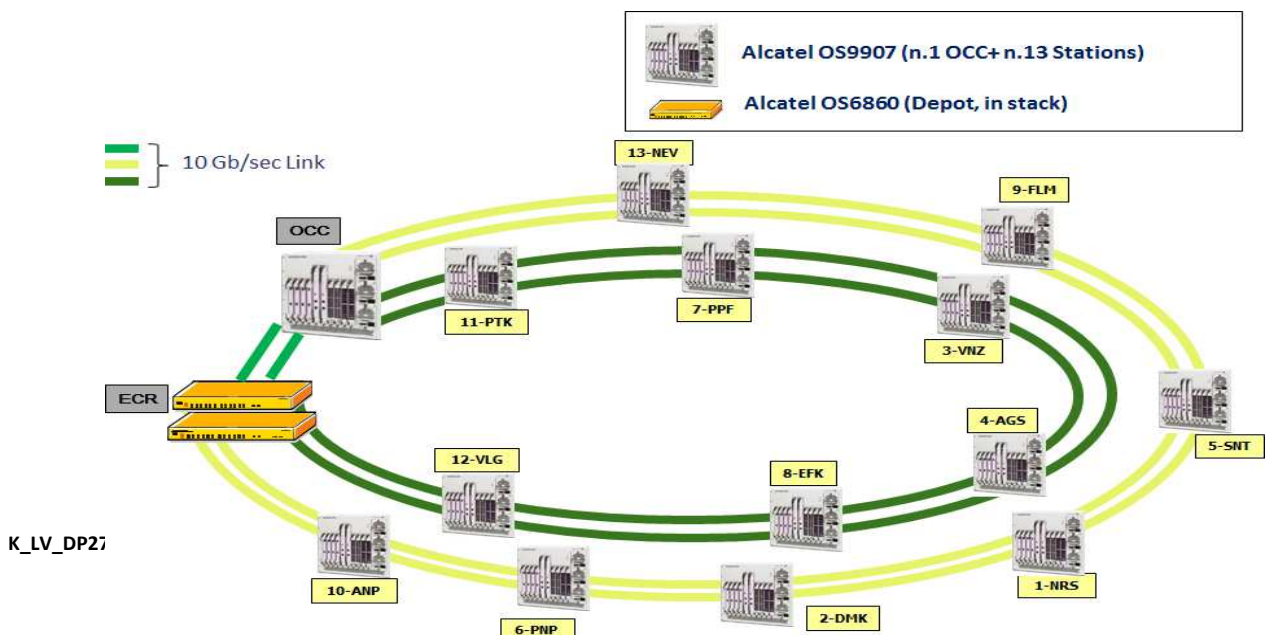 Alcatel OS9907 (n.1 OCC+ n.13 Stations)
Alcatel OS6860 (Depot, in stack)
10 Gb/sec Link
13-NEV
9-FLM
OCC
11-PTK
7-PPF
3-VNZ
ECR
4-AGS
5-SNT
12-VLG
8-EFK
K_LV_DP27
10-ANP
1-NRS
2-DMK
6-PNP